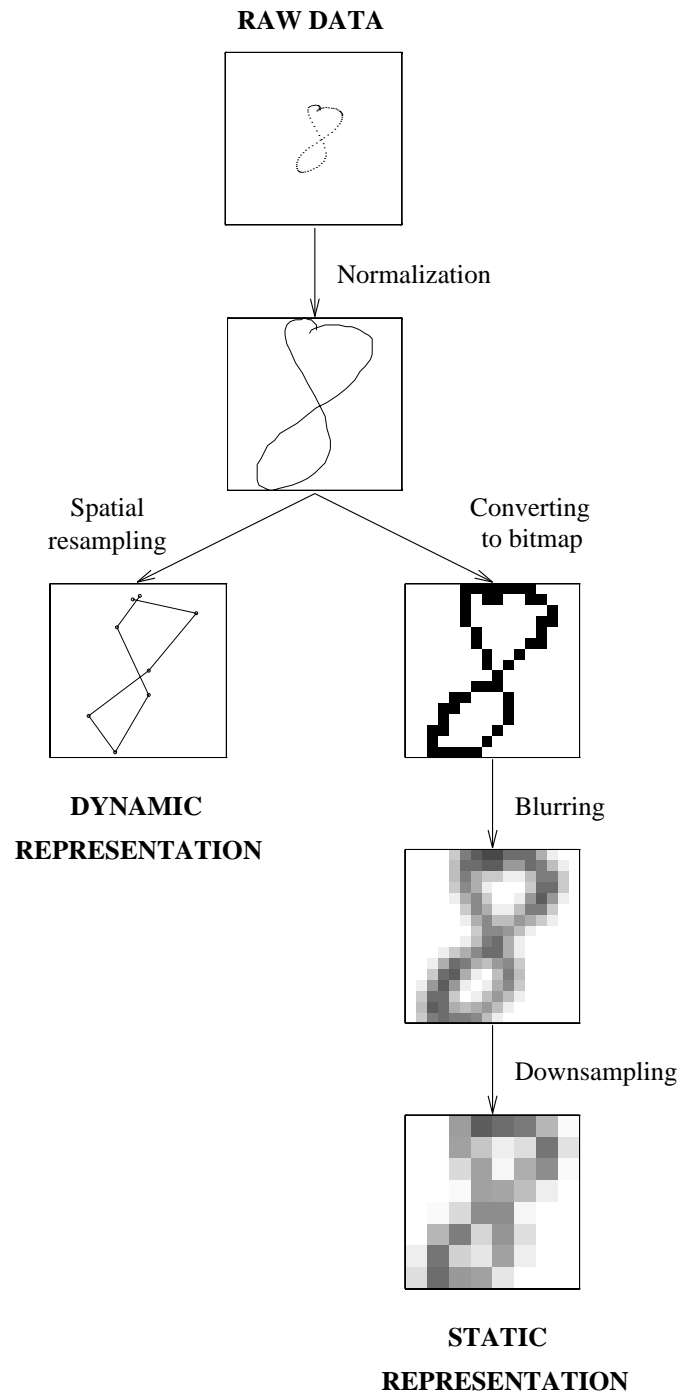 RAW DATA
Normalization
Spatial
resampling
Converting
to bitmap
DYNAMIC
REPRESENTATION
Blurring
Downsampling
STATIC
REPRESENTATION